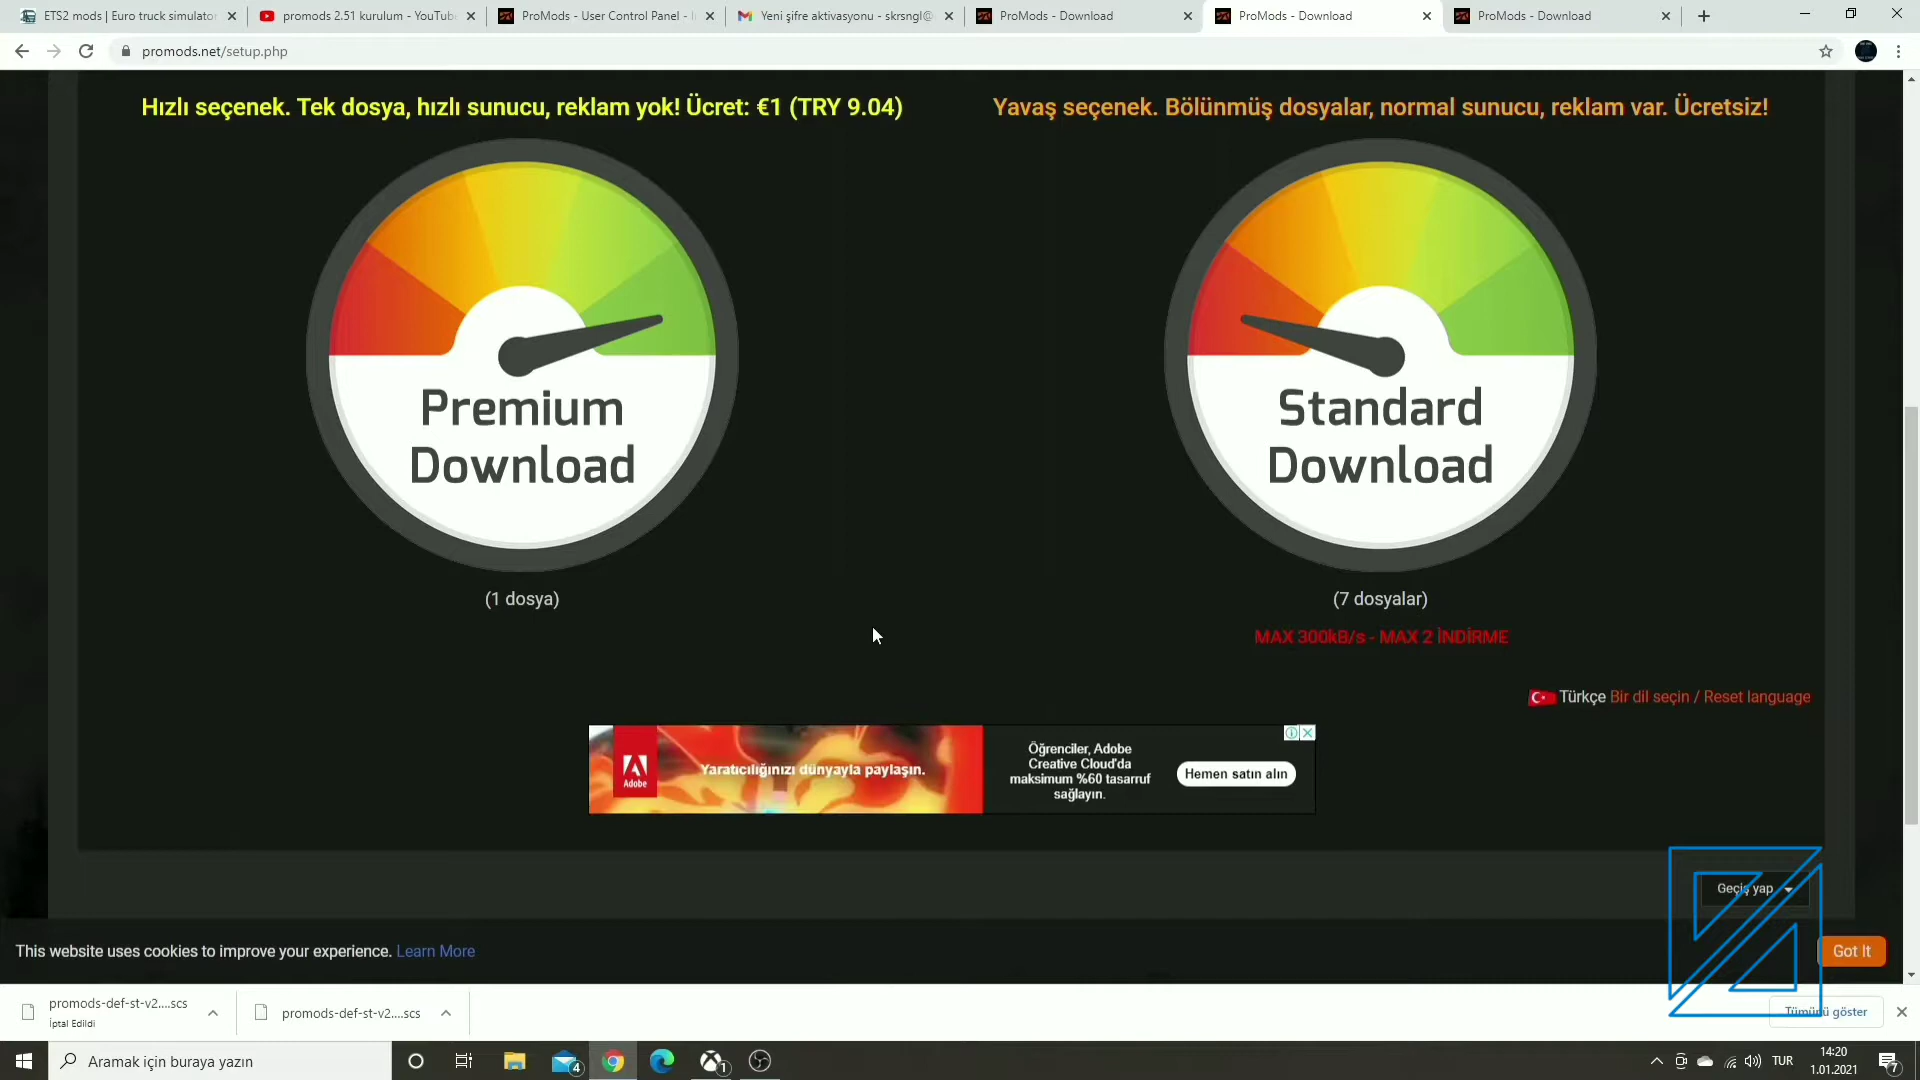 ETS2 mods | Euro truck simulator
promods 2.51 kurulum - YouTube
ProMods - User Control Panel - I
Yeni şifre aktivasyonu - skrsngl@
ProMods - Download
ProMods - Download
ProMods - Download
promods.net/setup.php
Hızlı seçenek. Tek dosya, hızlı sunucu, reklam yok! Ücret: €1 (TRY 9.04)
Yavaş seçenek. Bölünmüş dosyalar, normal sunucu, reklam var. Ücretsiz!
Premium
Download
(1 dosya)
Standard
Download
(7 dosyalar)
MAX 300kB/s - MAX 2 İNDİRME
Türkçe Bir dil seçin / Reset language
Adobe
Yaratıcılığınızı dünyayla paylaşın.
Öğrenciler, Adobe
Creative Cloud'da
maksimum %60 tasarruf
sağlayın.
Hemen satın alın
Geçiş yap
This website uses cookies to improve your experience. Learn More
Got It
promods-def-st-v2....scs
İptal Edildi
promods-def-st-v2....scs
Tümünü göster
Aramak için buraya yazın
4
1
TUR
14:20
1.01.2021
7